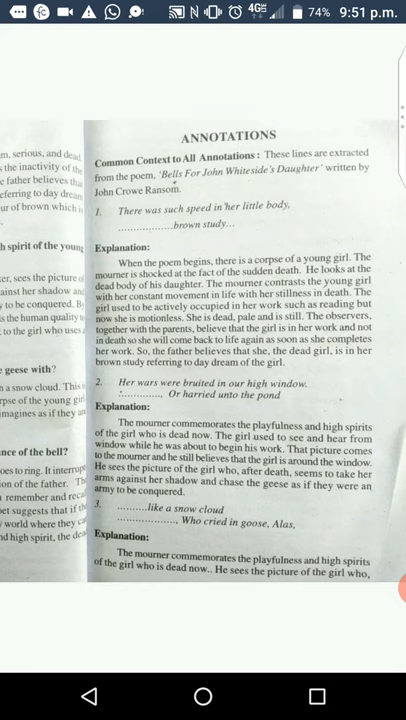 4G
74% 9:51 p.m.
m, serious, and dead
the inactivity of the
e father believes that
eferring to day dream
ur of brown which is
h spirit of the young
ter, sees the picture of
ainst her shadow and
y to be conquered. By
s the human quality to
to the girl who uses a
e geese with?
h a snow cloud. This is
rpse of the young girl
imagines as if they an
nce of the bell?
oes to ring. It interrupt
ion of the father. The
remember and recal
oet suggests that if th
world where they ca
nd high spirit, the dea
ANNOTATIONS
Common Context to All Annotations : These lines are extracted
from the poem, 'Bells For John Whiteside's Daughter' written by
John Crowe Ransom.
1. There was such speed in her little body,
..................brown study...
Explanation:
When the poem begins, there is a corpse of a young girl. The
mourner is shocked at the fact of the sudden death. He looks at the
dead body of his daughter. The mourner contrasts the young girl
with her constant movement in life with her stillness in death. The
girl used to be actively occupied in her work such as reading but
now she is motionless. She is dead, pale and is still. The observers,
together with the parents, believe that the girl is in her work and not
in death so she will come back to life again as soon as she completes
her work. So, the father believes that she, the dead girl, is in her
brown study referring to day dream of the girl.
2. Her wars were bruited in our high window.
.............. Or harried unto the pond
Explanation:
The mourner commemorates the playfulness and high spirits
of the girl who is dead now. The girl used to see and hear from
window while he was about to begin his work. That picture comes
to the mourner and he still believes that the girl is around the window.
He sees the picture of the girl who, after death, seems to take her
arms against her shadow and chase the geese as if they were an
army to be conquered.
3. ..........like a snow cloud
...................., Who cried in goose, Alas,
Explanation:
The mourner commemorates the playfulness and high spirits
of the girl who is dead now.. He sees the picture of the girl who,